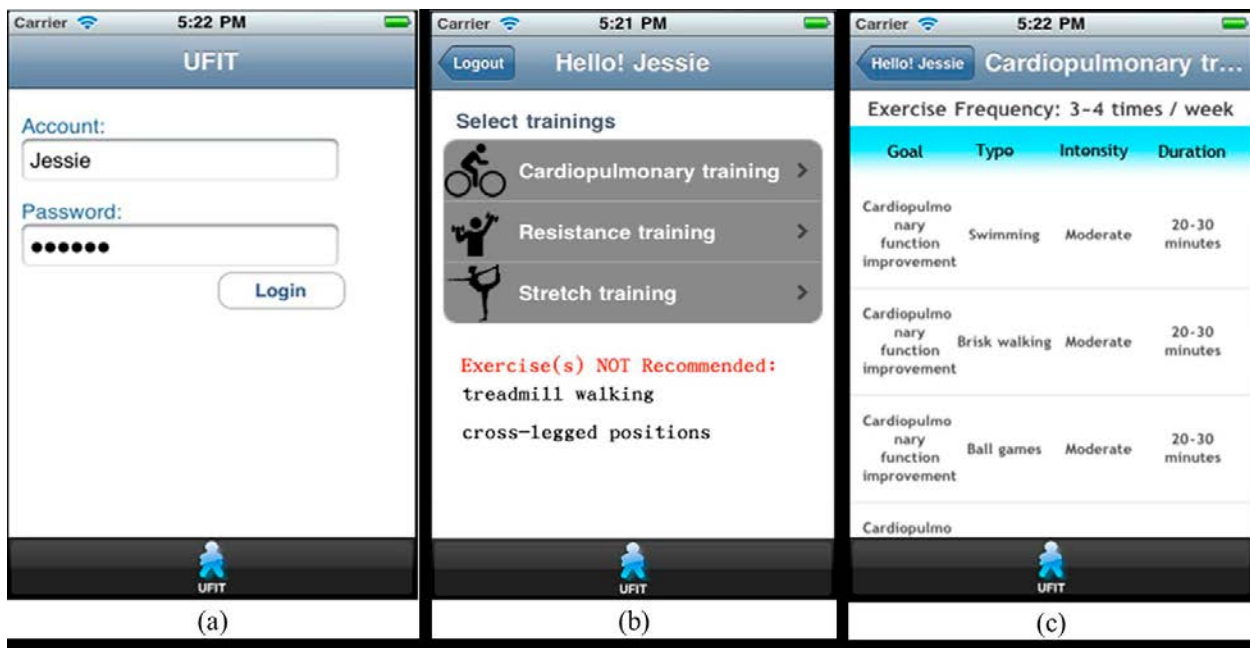 Carrier 5:22 PM
UFIT
Account:
Jessie
Password:
●●●●●●
Login
UFIT
(a)
Carrier 5:21 PM
Logout Hello! Jessie
Select trainings
Cardiopulmonary training
Resistance training
Stretch training
Exercise(s) NOT Recommended:
treadmill walking
cross-legged positions
UFIT
(b)
Carrier 5:22 PM
Hello! Jessie Cardiopulmonary tr...
Exercise Frequency: 3-4 times / week
Goal Type Intensity Duration
Cardiopulmo
nary
function
improvement
Swimming Moderate 20-30
minutes
Cardiopulmo
nary
function
improvement
Brisk walking Moderate 20-30
minutes
Cardiopulmo
nary
function
improvement
Ball games Moderate 20-30
minutes
Cardiopulmo
UFIT
(c)